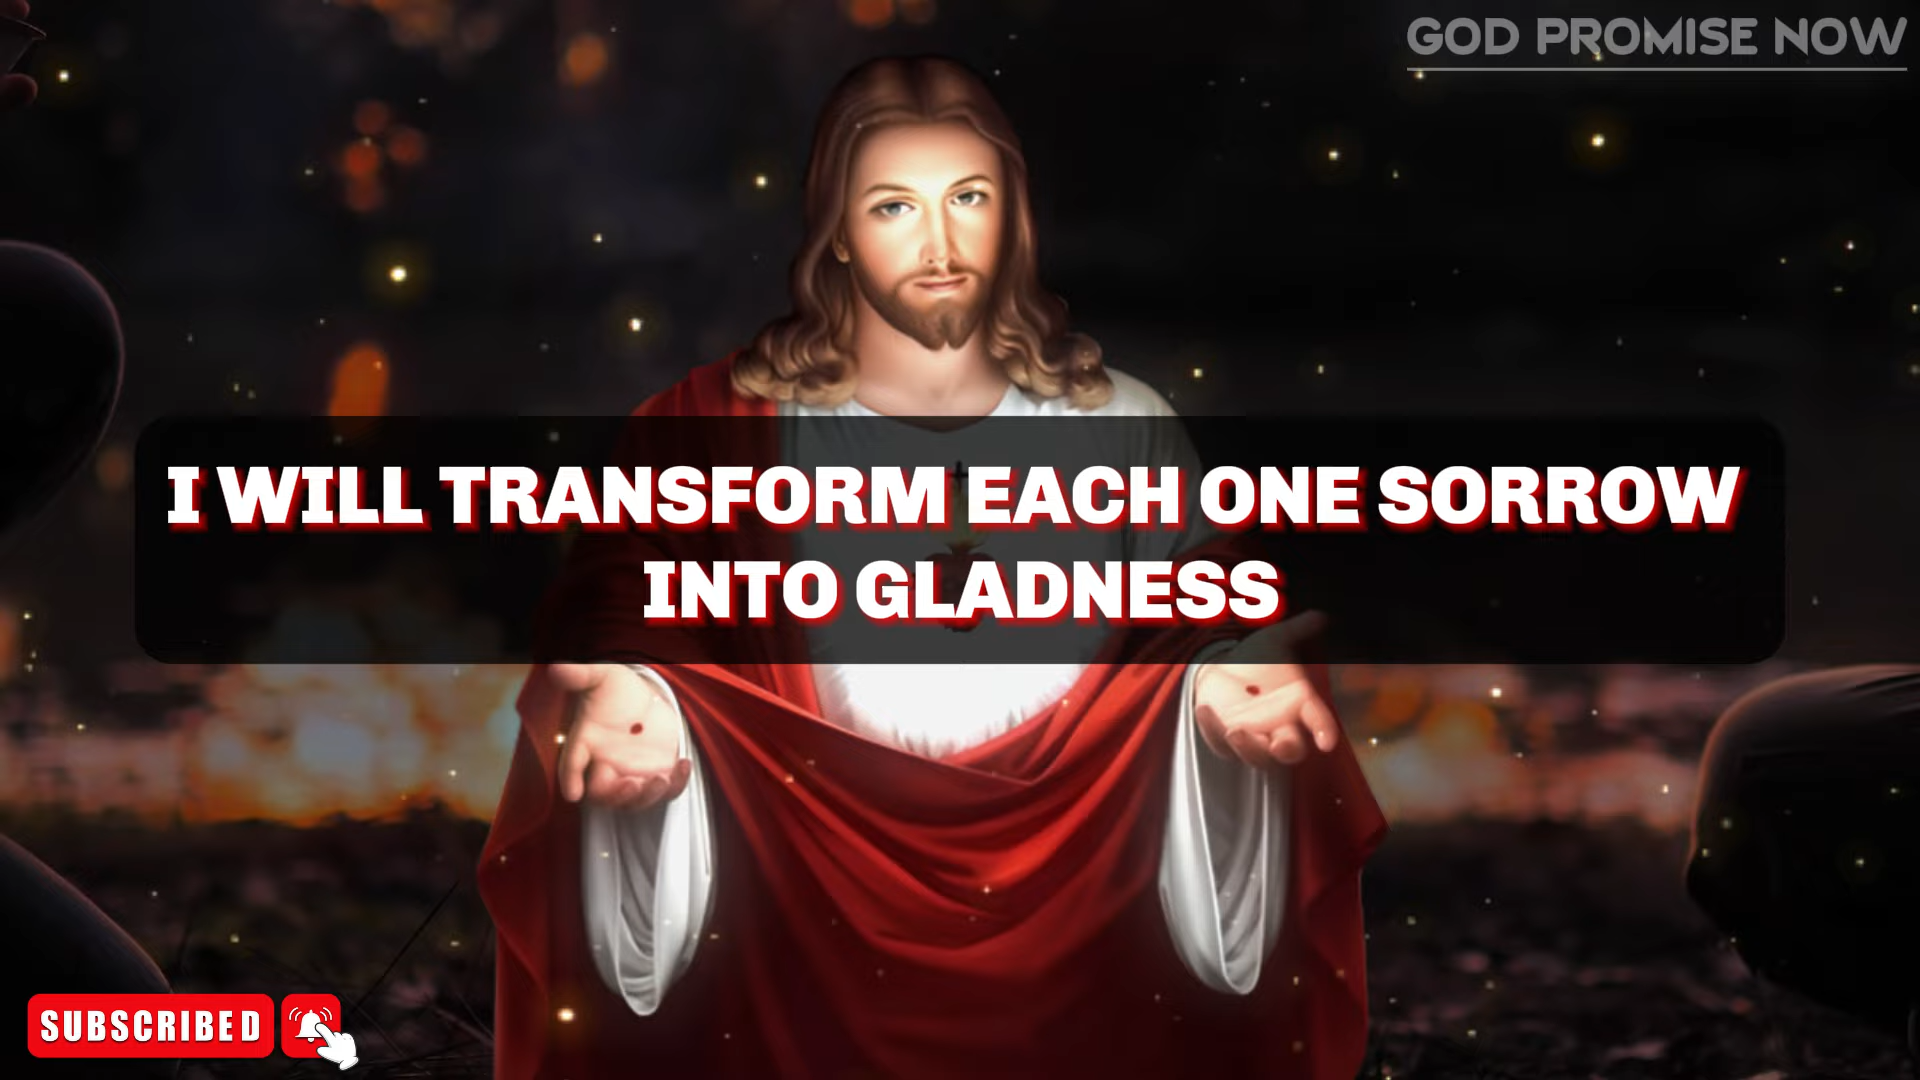 GOD PROMISE NOW
I WILL TRANSFORM EACH ONE SORROW
INTO GLADNESS
SUBSCRIBED